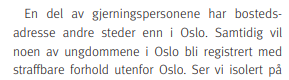 En del av gjerningspersonene har bosteds-
adresse andre steder enn i Oslo. Samtidig vil
noen av ungdommene i Oslo bli registrert med
straffbare forhold utenfor Oslo. Ser vi isolert på